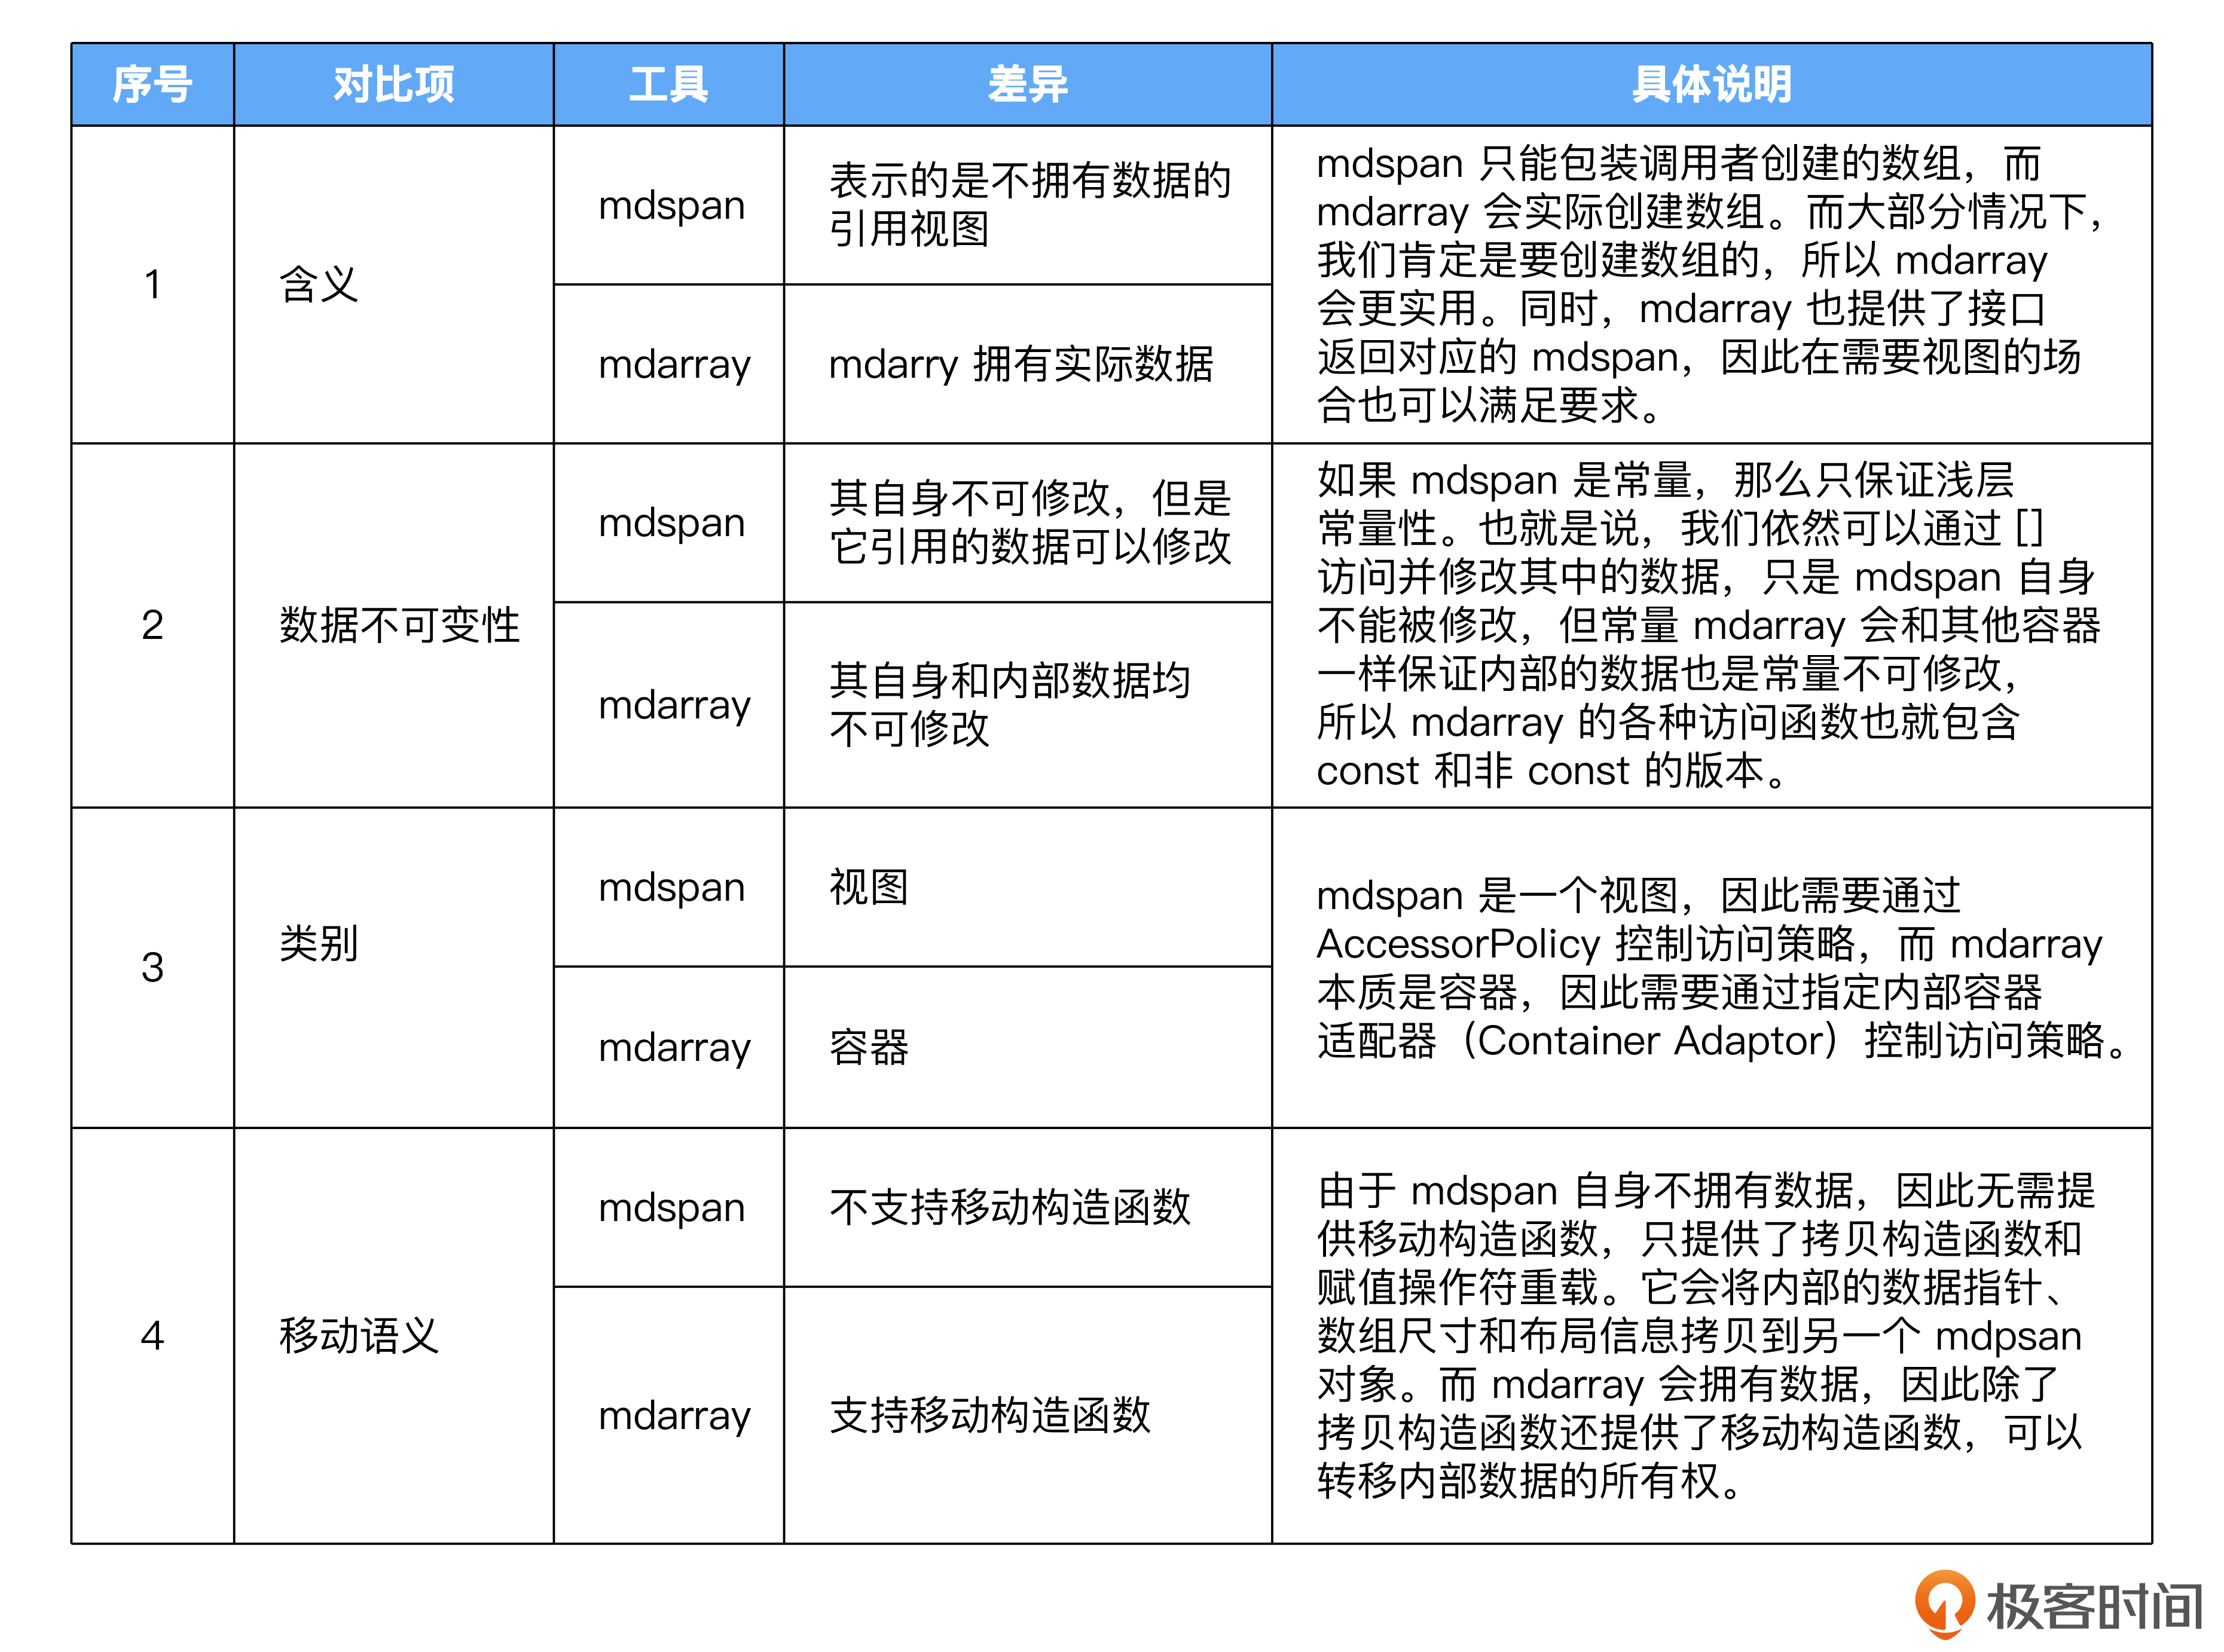 序号 对比项 工具 差异 具体说明
1
含义
mdspan
表示的是不拥有数据的
引用视图
mdarray
mdarry 拥有实际数据
mdspan 只能包装调用者创建的数组，而
mdarray 会实际创建数组。而大部分情况下，
我们肯定是要创建数组的，所以 mdarray
会更实用。同时，mdarray 也提供了接口
返回对应的 mdspan，因此在需要视图的场
合也可以满足要求。
2
数据不可变性
mdspan
其自身不可修改，但是
它引用的数据可以修改
mdarray
其自身和内部数据均
不可修改
如果 mdspan 是常量，那么只保证浅层
常量性。也就是说，我们依然可以通过 []
访问并修改其中的数据，只是 mdspan 自身
不能被修改，但常量 mdarray 会和其他容器
一样保证内部的数据也是常量不可修改，
所以 mdarray 的各种访问函数也就包含
const 和非 const 的版本。
3
类别
mdspan
视图
mdarray
容器
mdspan 是一个视图，因此需要通过
AccessorPolicy 控制访问策略，而 mdarray
本质是容器，因此需要通过指定内部容器
适配器（Container Adaptor）控制访问策略。
4
移动语义
mdspan
不支持移动构造函数
mdarray
支持移动构造函数
由于 mdspan 自身不拥有数据，因此无需提
供移动构造函数，只提供了拷贝构造函数和
赋值操作符重载。它会将内部的数据指针、
数组尺寸和布局信息拷贝到另一个 mdpsan
对象。而 mdarray 会拥有数据，因此除了
拷贝构造函数还提供了移动构造函数，可以
转移内部数据的所有权。
极客时间